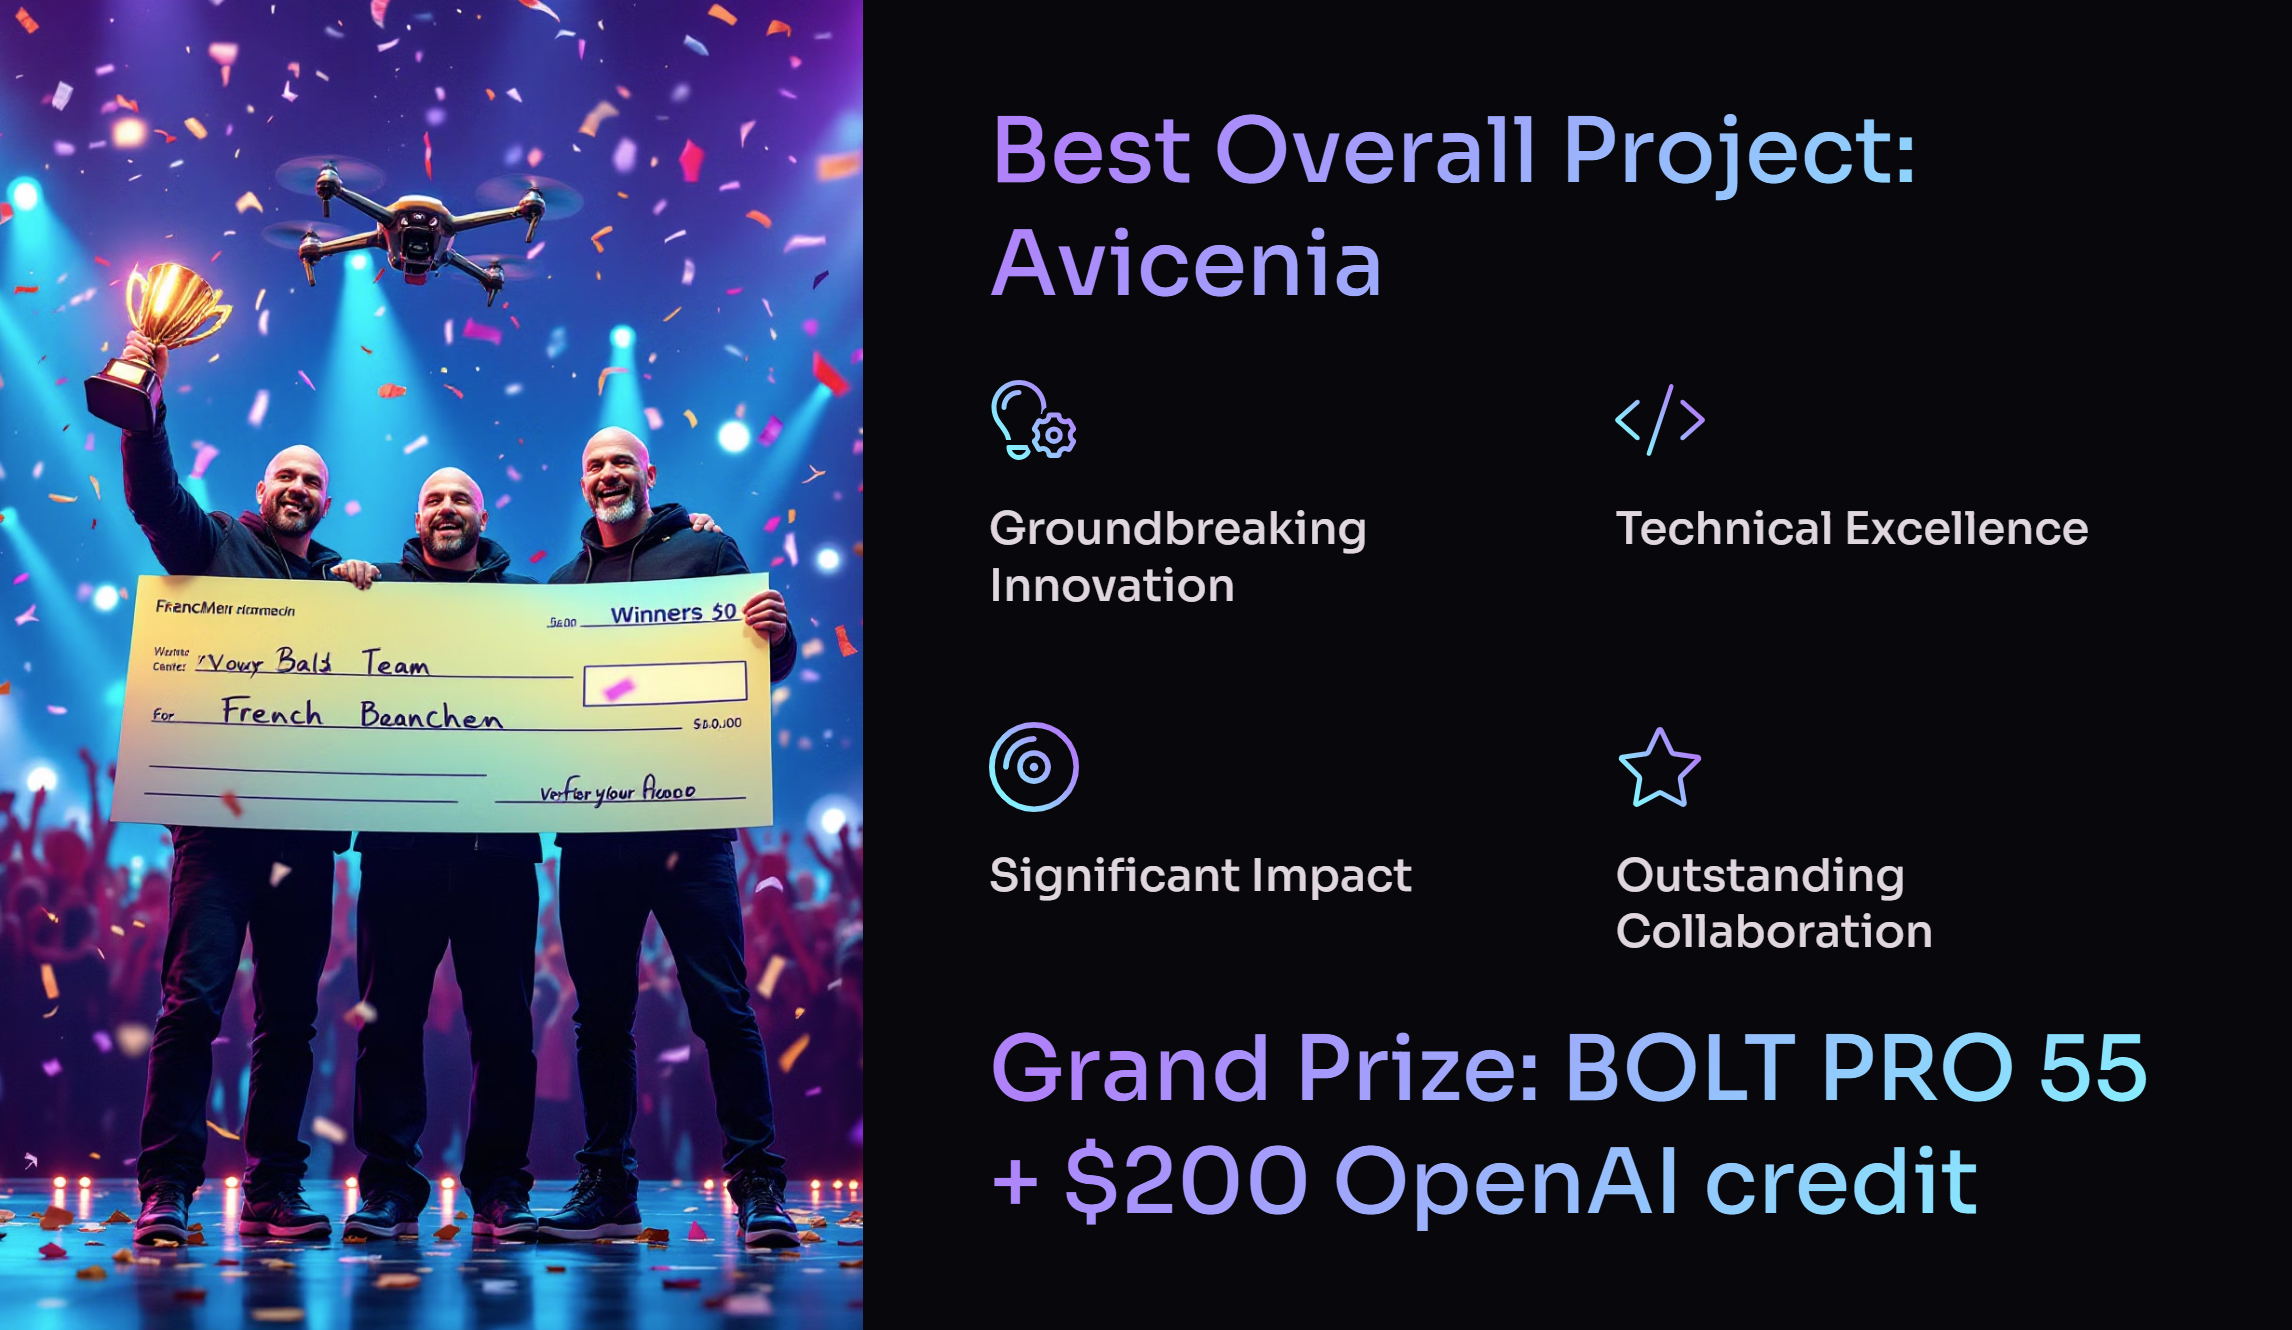 Best Overall Project:
Avicenia
Groundbreaking
Innovation
Technical Excellence
Significant Impact
Outstanding
Collaboration
Grand Prize: BOLT PRO 55
+ $200 OpenAI credit
Winners $0
Team
For French Beanchen